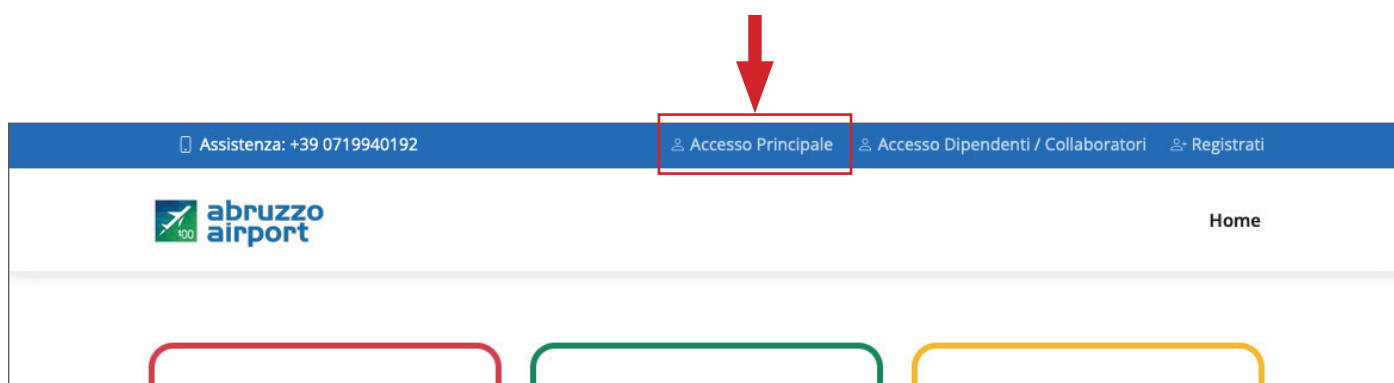 Assistenza: +39 0719940192 Accesso Principale Accesso Dipendenti / Collaboratori Registrati
abruzzo
airport
Home